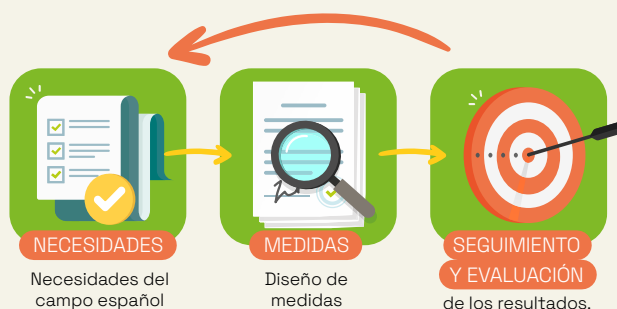 NECESIDADES
Necesidades del
campo español
MEDIDAS
Diseño de
medidas
SEGUIMIENTO
Y EVALUACIÓN
de los resultados.